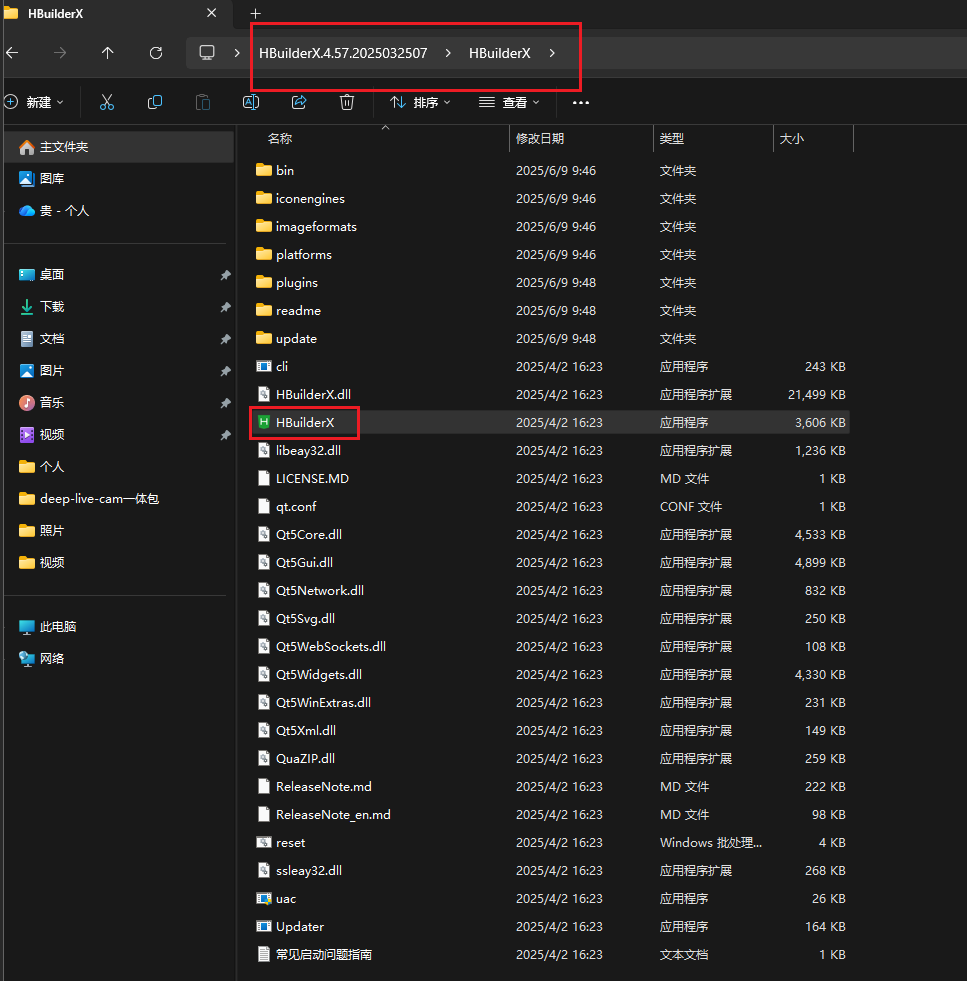 HBuilderX
HBuilderX.4.57.2025032507 > HBuilderX >
新建
排序
查看
名称 修改日期 类型 大小
主文件夹
图库
贵 - 个人
桌面
下载
文档
图片
音乐
视频
个人
deep-live-cam一体包
照片
视频
此电脑
网络
bin 2025/6/9 9:46 文件夹
iconengines 2025/6/9 9:46 文件夹
imageformats 2025/6/9 9:46 文件夹
platforms 2025/6/9 9:46 文件夹
plugins 2025/6/9 9:48 文件夹
readme 2025/6/9 9:48 文件夹
update 2025/6/9 9:48 文件夹
cli 2025/4/2 16:23 应用程序 243 KB
HBuilderX.dll 2025/4/2 16:23 应用程序扩展 21,499 KB
HBuilderX 2025/4/2 16:23 应用程序 3,606 KB
libeay32.dll 2025/4/2 16:23 应用程序扩展 1,236 KB
LICENSE.MD 2025/4/2 16:23 MD 文件 1 KB
qt.conf 2025/4/2 16:23 CONF 文件 1 KB
Qt5Core.dll 2025/4/2 16:23 应用程序扩展 4,533 KB
Qt5Gui.dll 2025/4/2 16:23 应用程序扩展 4,899 KB
Qt5Network.dll 2025/4/2 16:23 应用程序扩展 832 KB
Qt5Svg.dll 2025/4/2 16:23 应用程序扩展 250 KB
Qt5WebSockets.dll 2025/4/2 16:23 应用程序扩展 108 KB
Qt5Widgets.dll 2025/4/2 16:23 应用程序扩展 4,330 KB
Qt5WinExtras.dll 2025/4/2 16:23 应用程序扩展 231 KB
Qt5Xml.dll 2025/4/2 16:23 应用程序扩展 149 KB
QuaZIP.dll 2025/4/2 16:23 应用程序扩展 259 KB
ReleaseNote.md 2025/4/2 16:23 MD 文件 222 KB
ReleaseNote_en.md 2025/4/2 16:23 MD 文件 98 KB
reset 2025/4/2 16:23 Windows 批处理... 4 KB
ssleay32.dll 2025/4/2 16:23 应用程序扩展 268 KB
uac 2025/4/2 16:23 应用程序 26 KB
Updater 2025/4/2 16:23 应用程序 164 KB
常见启动问题指南 2025/4/2 16:23 文本文档 1 KB